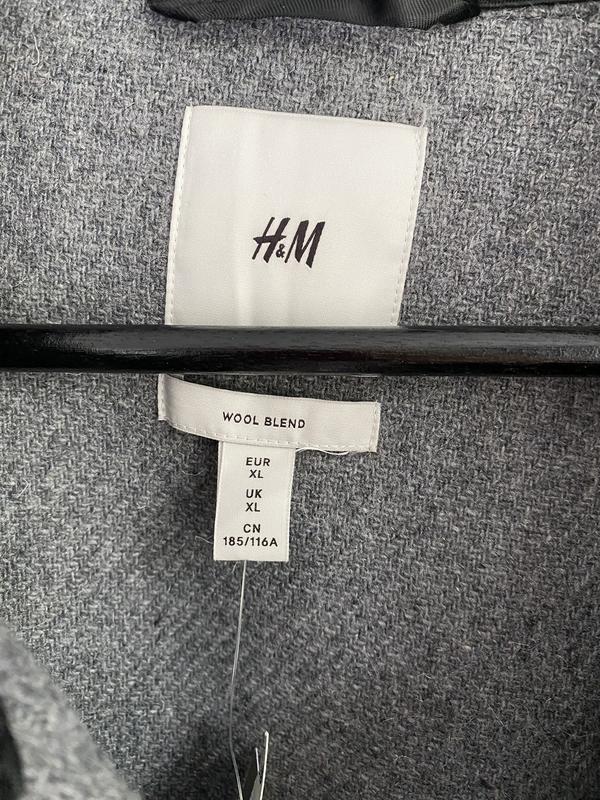 H&M
WOOL BLEND
EUR
XL
UK
XL
CN
185/116A